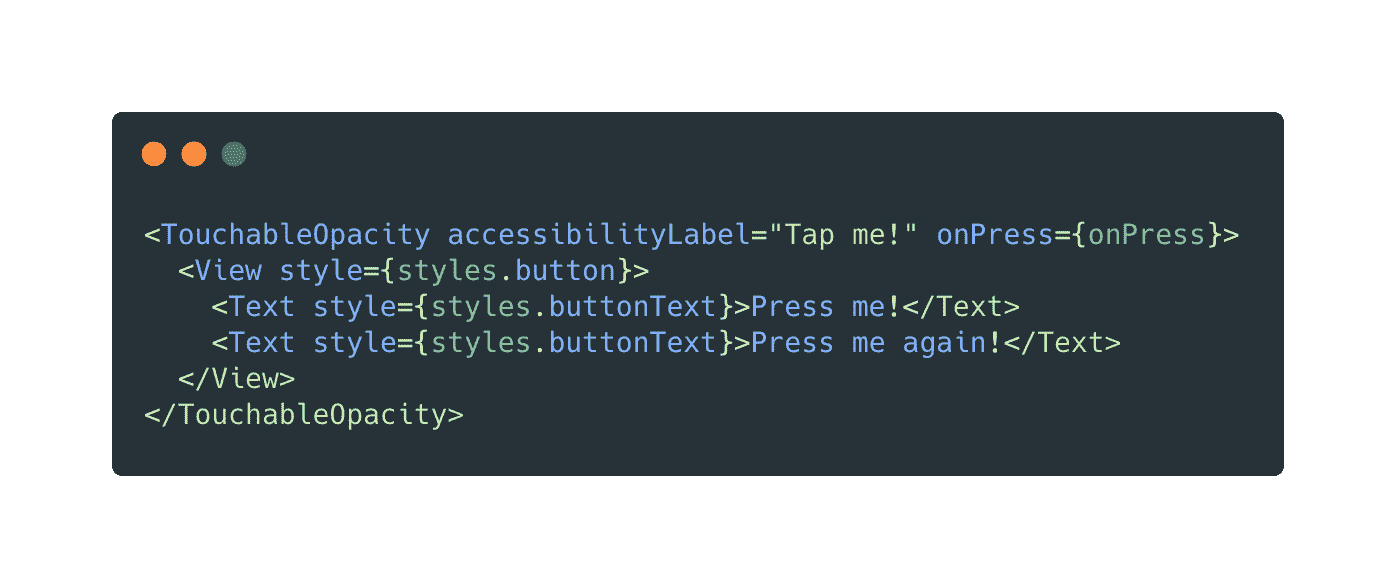 <TouchableOpacity accessibilityLabel="Tap me!" onPress={onPress}>
  <View style={styles.button}>
    <Text style={styles.buttonText}>Press me!</Text>
    <Text style={styles.buttonText}>Press me again!</Text>
  </View>
</TouchableOpacity>